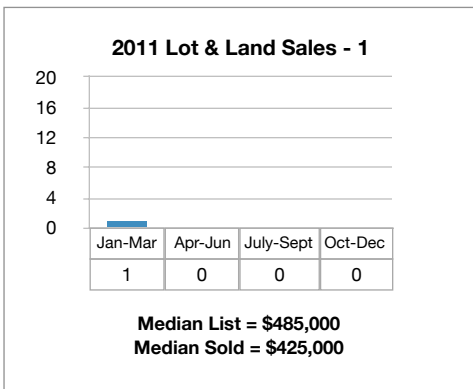 2011 Lot & Land Sales - 1
20
16
12
8
4
0
Jan-Mar Apr-Jun July-Sept Oct-Dec
1 0 0 0
Median List = $485,000
Median Sold = $425,000